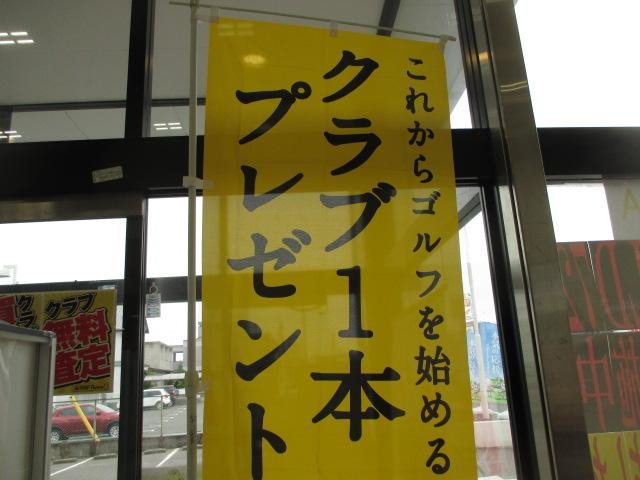 これからゴルフを始める
クラブ1本
プレゼント
クラブ
無料
査定